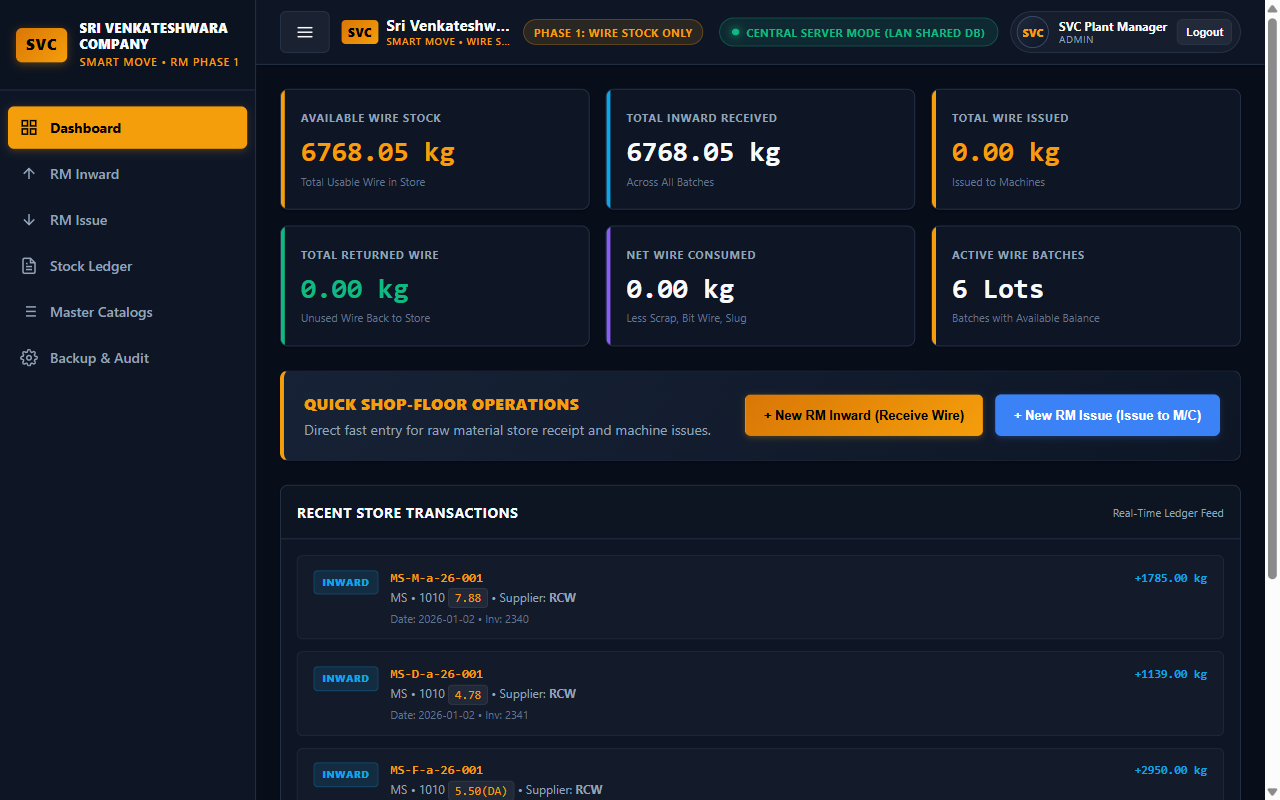 SVC
SRI VENKATESHWARA
COMPANY
SMART MOVE • RM PHASE 1
Dashboard
RM Inward
RM Issue
Stock Ledger
Master Catalogs
Backup & Audit
SVC
Sri Venkateshw...
SMART MOVE • WIRE S...
PHASE 1: WIRE STOCK ONLY
CENTRAL SERVER MODE (LAN SHARED DB)
SVC
SVC Plant Manager
ADMIN
Logout
AVAILABLE WIRE STOCK
6768.05 kg
Total Usable Wire in Store
TOTAL INWARD RECEIVED
6768.05 kg
Across All Batches
TOTAL WIRE ISSUED
0.00 kg
Issued to Machines
TOTAL RETURNED WIRE
0.00 kg
Unused Wire Back to Store
NET WIRE CONSUMED
0.00 kg
Less Scrap, Bit Wire, Slug
ACTIVE WIRE BATCHES
6 Lots
Batches with Available Balance
QUICK SHOP-FLOOR OPERATIONS
Direct fast entry for raw material store receipt and machine issues.
+ New RM Inward (Receive Wire)
+ New RM Issue (Issue to M/C)
RECENT STORE TRANSACTIONS
Real-Time Ledger Feed
INWARD
MS-M-a-26-001
+1785.00 kg
MS • 1010 7.88 • Supplier: RCW
Date: 2026-01-02 • Inv: 2340
INWARD
MS-D-a-26-001
+1139.00 kg
MS • 1010 4.78 • Supplier: RCW
Date: 2026-01-02 • Inv: 2341
INWARD
MS-F-a-26-001
+2950.00 kg
MS • 1010 5.50(DA) • Supplier: RCW